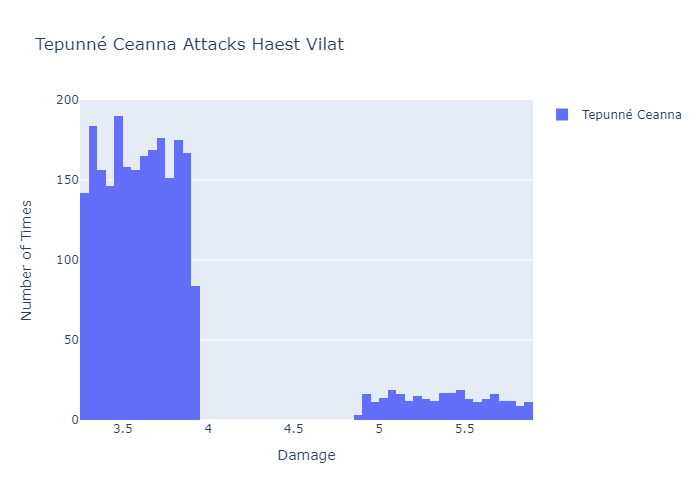 Tepunné Ceanna Attacks Haest Vilat
Tepunné Ceanna
200
150
100
50
0
Number of Times
3.5 4 4.5 5 5.5
Damage